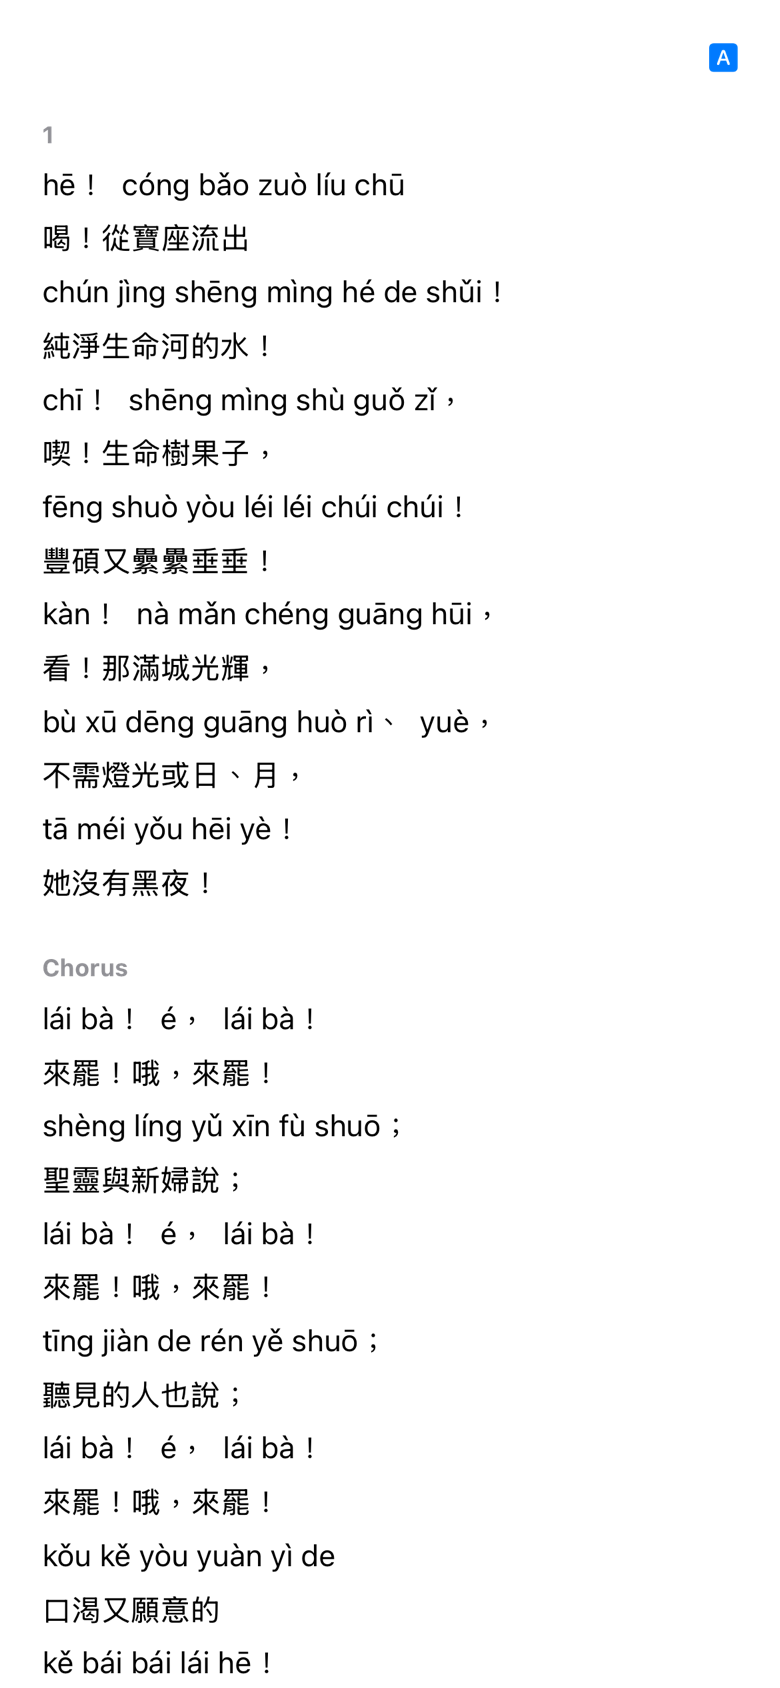 A
1
hē！ cóng bǎo zuò líu chū
喝！從寶座流出
chún jìng shēng mìng hé de shǔi！
純淨生命河的水！
chī！ shēng mìng shù guǒ zǐ，
喫！生命樹果子，
fēng shuò yòu léi léi chúi chúi！
豐碩又纍纍垂垂！
kàn！ nà mǎn chéng guāng hūi，
看！那滿城光輝，
bù xū dēng guāng huò rì、 yuè，
不需燈光或日、月，
tā méi yǒu hēi yè！
她沒有黑夜！
Chorus
lái bà！ é， lái bà！
來罷！哦，來罷！
shèng líng yǔ xīn fù shuō；
聖靈與新婦說；
lái bà！ é， lái bà！
來罷！哦，來罷！
tīng jiàn de rén yě shuō；
聽見的人也說；
lái bà！ é， lái bà！
來罷！哦，來罷！
kǒu kě yòu yuàn yì de
口渴又願意的
kě bái bái lái hē！